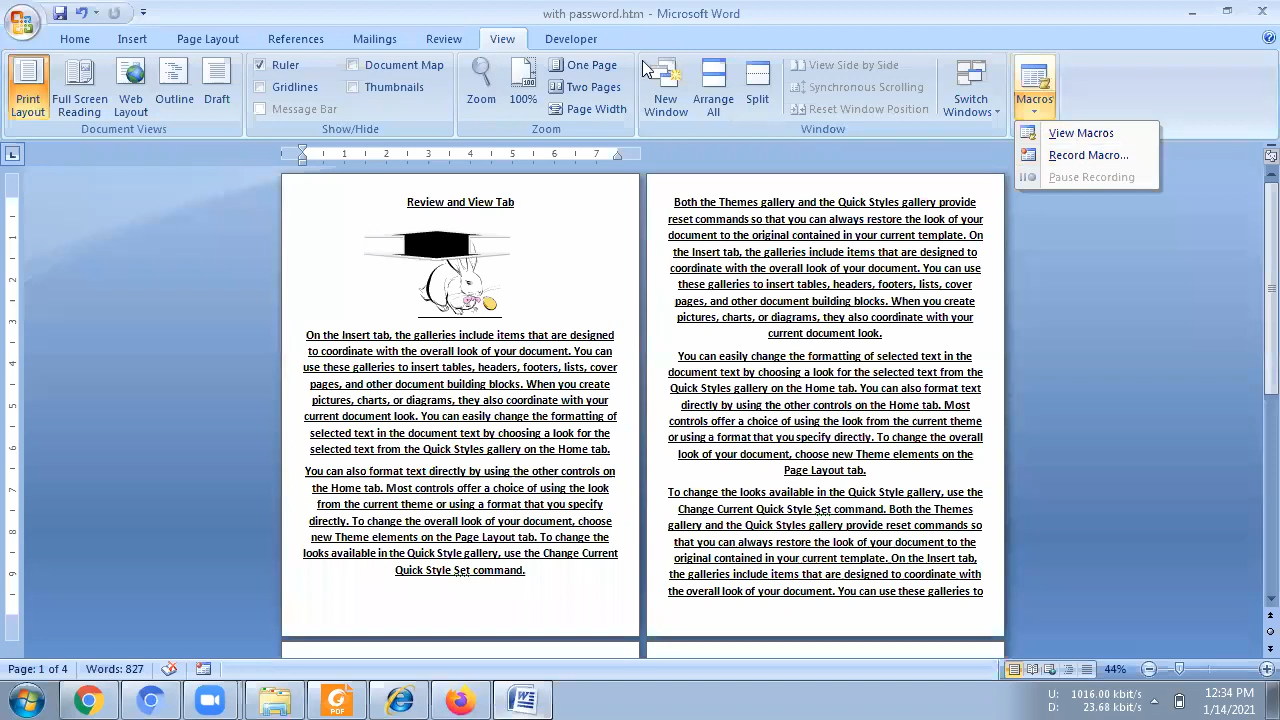 with password.htm - Microsoft Word
Home Insert Page Layout References Mailings Review View Developer
Print Layout
Full Screen Reading
Web Layout
Outline
Draft
Document Views
Ruler
Gridlines
Message Bar
Document Map
Thumbnails
Show/Hide
Zoom
100%
One Page
Two Pages
Page Width
Zoom
New Window
Arrange All
Split
View Side by Side
Synchronous Scrolling
Reset Window Position
Window
Switch Windows
Macros
View Macros
Record Macro...
Pause Recording
1 2 3 4 5 6 7
1
2
3
4
5
6
7
8
9
Review and View Tab
On the Insert tab, the galleries include items that are designed
to coordinate with the overall look of your document. You can
use these galleries to insert tables, headers, footers, lists, cover
pages, and other document building blocks. When you create
pictures, charts, or diagrams, they also coordinate with your
current document look. You can easily change the formatting of
selected text in the document text by choosing a look for the
selected text from the Quick Styles gallery on the Home tab.
You can also format text directly by using the other controls on
the Home tab. Most controls offer a choice of using the look
from the current theme or using a format that you specify
directly. To change the overall look of your document, choose
new Theme elements on the Page Layout tab. To change the
looks available in the Quick Style gallery, use the Change Current
Quick Style Set command.
Both the Themes gallery and the Quick Styles gallery provide
reset commands so that you can always restore the look of your
document to the original contained in your current template. On
the Insert tab, the galleries include items that are designed to
coordinate with the overall look of your document. You can use
these galleries to insert tables, headers, footers, lists, cover
pages, and other document building blocks. When you create
pictures, charts, or diagrams, they also coordinate with your
current document look.
You can easily change the formatting of selected text in the
document text by choosing a look for the selected text from the
Quick Styles gallery on the Home tab. You can also format text
directly by using the other controls on the Home tab. Most
controls offer a choice of using the look from the current theme
or using a format that you specify directly. To change the overall
look of your document, choose new Theme elements on the
Page Layout tab.
To change the looks available in the Quick Style gallery, use the
Change Current Quick Style Set command. Both the Themes
gallery and the Quick Styles gallery provide reset commands so
that you can always restore the look of your document to the
original contained in your current template. On the Insert tab,
the galleries include items that are designed to coordinate with
the overall look of your document. You can use these galleries to
Page: 1 of 4 Words: 827
44%
PDF
U: 1016.00 kbit/s
D: 23.68 kbit/s
12:34 PM
1/14/2021